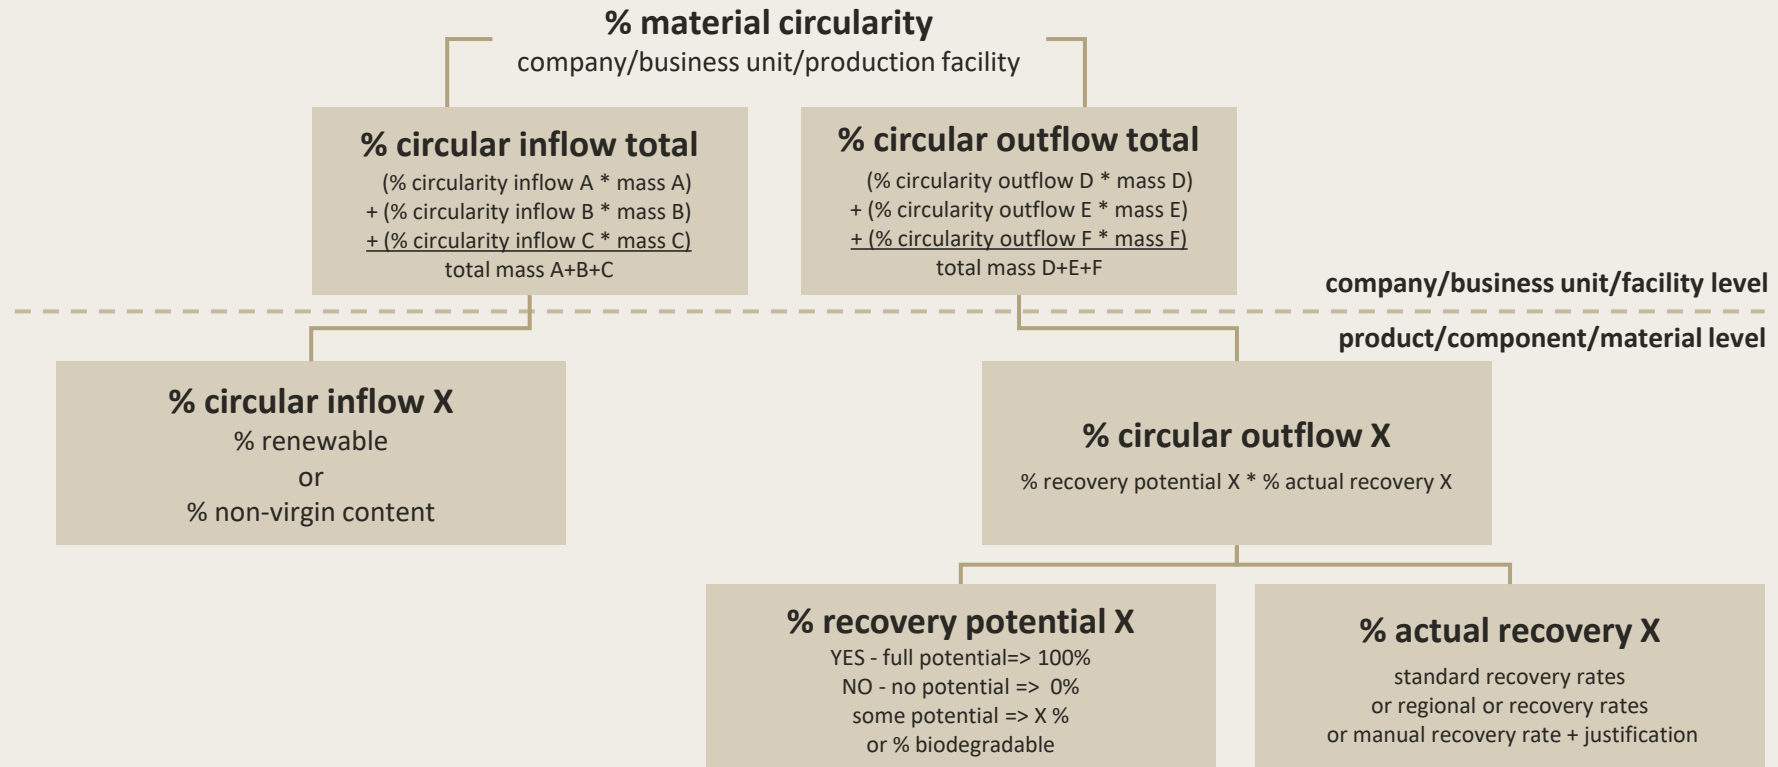 % material circularity
company/business unit/production facility
% circular inflow total
(% circularity inflow A * mass A)
+ (% circularity inflow B * mass B)
+ (% circularity inflow C * mass C)
total mass A+B+C
% circular outflow total
(% circularity outflow D * mass D)
+ (% circularity outflow E * mass E)
+ (% circularity outflow F * mass F)
total mass D+E+F
company/business unit/facility level
product/component/material level
% circular inflow X
% renewable
or
% non-virgin content
% circular outflow X
% recovery potential X * % actual recovery X
% recovery potential X
YES - full potential=> 100%
NO - no potential => 0%
some potential => X %
or % biodegradable
% actual recovery X
standard recovery rates
or regional or recovery rates
or manual recovery rate + justification